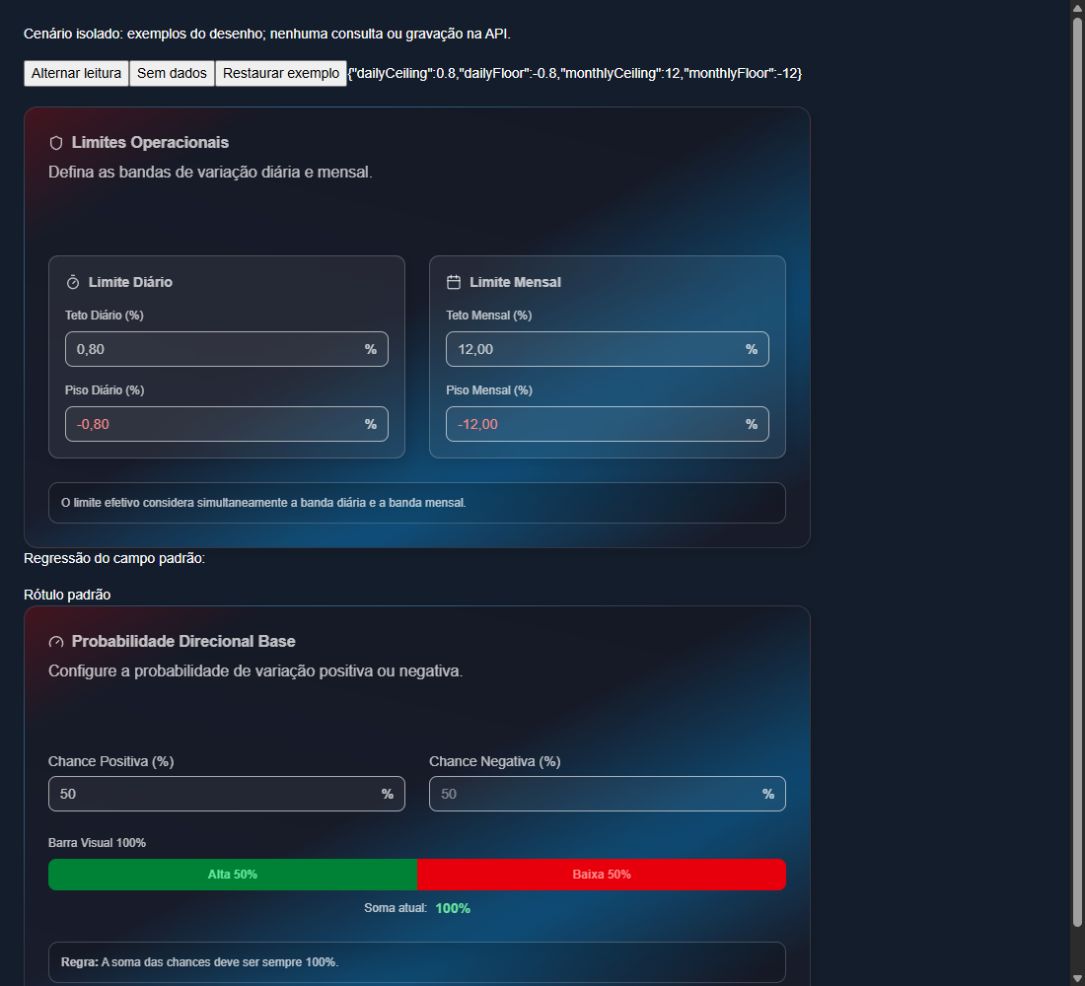 Cenário isolado: exemplos do desenho; nenhuma consulta ou gravação na API.
Alternar leitura Sem dados Restaurar exemplo {"dailyCeiling":0.8,"dailyFloor":-0.8,"monthlyCeiling":12,"monthlyFloor":-12}
Limites Operacionais
Defina as bandas de variação diária e mensal.
Limite Diário
Teto Diário (%)
0,80 %
Piso Diário (%)
-0,80 %
Limite Mensal
Teto Mensal (%)
12,00 %
Piso Mensal (%)
-12,00 %
O limite efetivo considera simultaneamente a banda diária e a banda mensal.
Regressão do campo padrão:
Rótulo padrão
Probabilidade Direcional Base
Configure a probabilidade de variação positiva ou negativa.
Chance Positiva (%)
50 %
Chance Negativa (%)
50 %
Barra Visual 100%
Alta 50% Baixa 50%
Soma atual: 100%
Regra: A soma das chances deve ser sempre 100%.